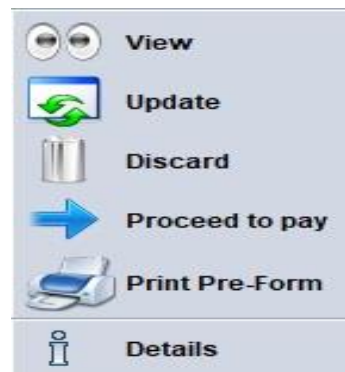 View
Update
Discard
Proceed to pay
Print Pre-Form
Details